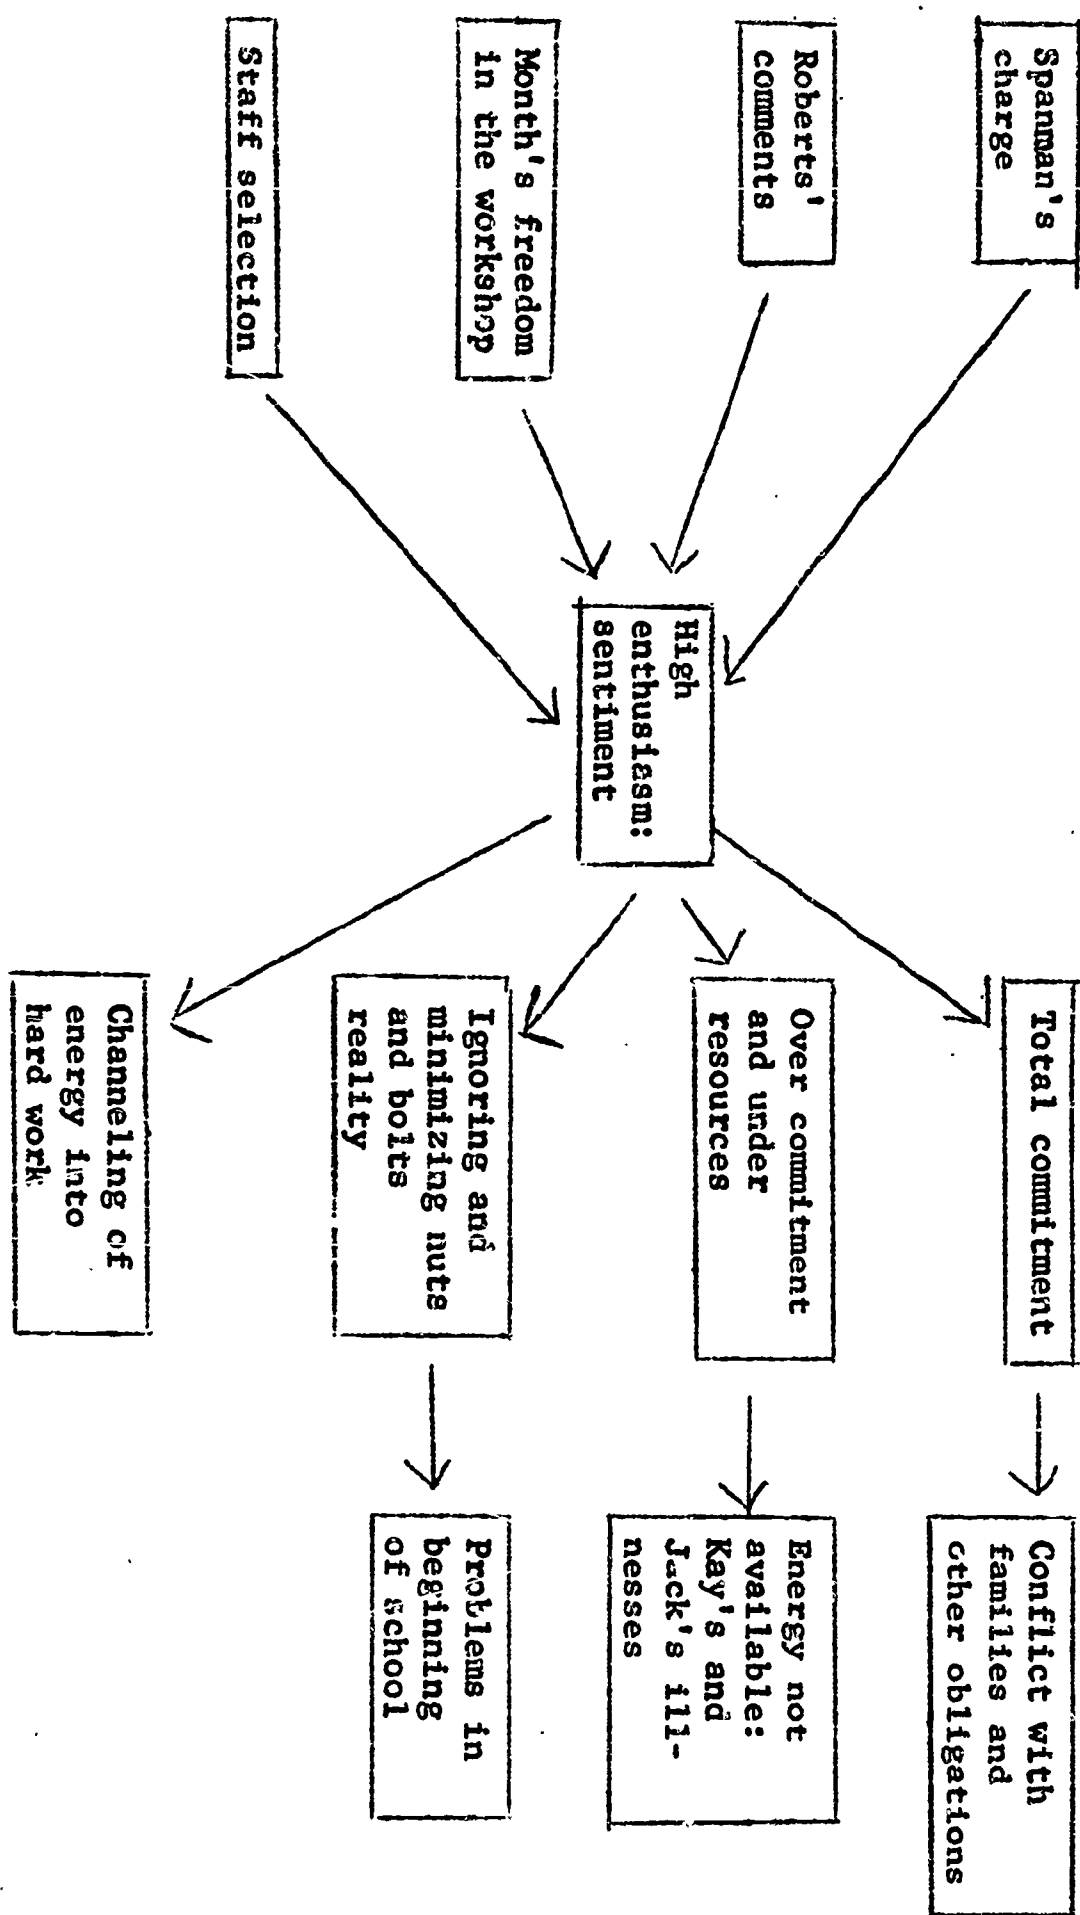 Spanman's
charge
Roberts'
comments
Month's freedom
in the workshop
Staff selection
High
enthusiasm:
sentiment
Total commitment
Over commitment
and under
resources
Ignoring and
minimizing nuts
and bolts
reality
Channeling of
energy into
hard work
Conflict with
families and
other obligations
Energy not
available:
Kay's and
Jack's ill-
nesses
Problems in
beginning
of school